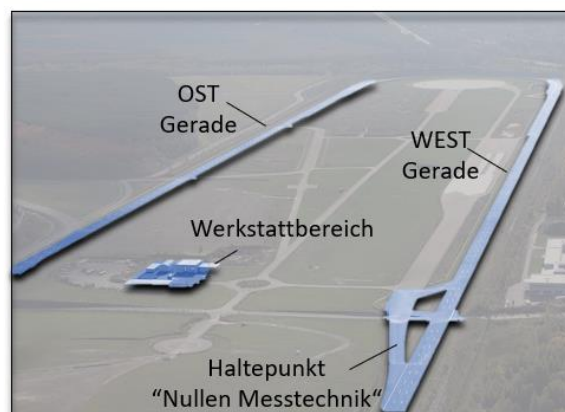 OST
Gerade
WEST
Gerade
Werkstattbereich
Haltepunkt
“Nullen Messtechnik“